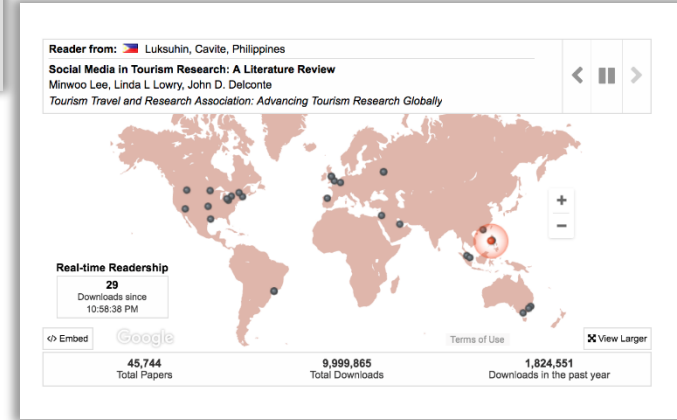 Reader from: Luksuhin, Cavite, Philippines
Social Media in Tourism Research: A Literature Review
Minwoo Lee, Linda L Lowry, John D. Delconte
Tourism Travel and Research Association: Advancing Tourism Research Globally
+
−
Real-time Readership
29
Downloads since
10:58:38 PM
</> Embed
Google
Terms of Use
View Larger
45,744
Total Papers
9,999,865
Total Downloads
1,824,551
Downloads in the past year